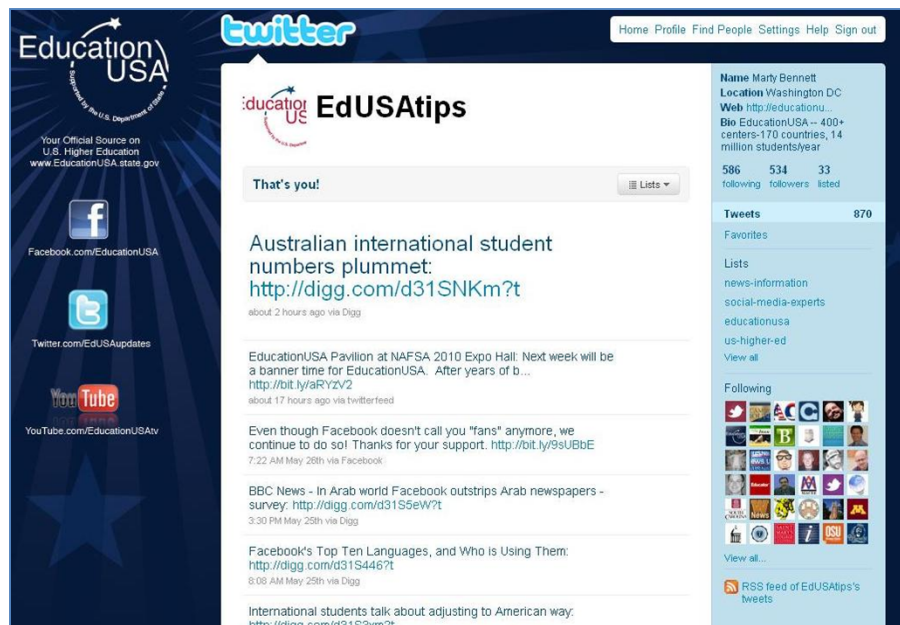 Education
USA
Supported by the U.S. Department of State
Your Official Source on
U.S. Higher Education
www.EducationUSA.state.gov
Facebook.com/EducationUSA
Twitter.com/EdUSAupdates
You Tube
YouTube.com/EducationUSAtv
twitter
Home Profile Find People Settings Help Sign out
EdUSAtips
That's you!
Lists
Australian international student
numbers plummet:
http://digg.com/d31SNKm?t
about 2 hours ago via Digg
EducationUSA Pavilion at NAFSA 2010 Expo Hall: Next week will be
a banner time for EducationUSA. After years of b...
http://bit.ly/aRYzV2
about 17 hours ago via twitterfeed
Even though Facebook doesn't call you "fans" anymore, we
continue to do so! Thanks for your support. http://bit.ly/9sUBbE
7:22 AM May 26th via Facebook
BBC News - In Arab world Facebook outstrips Arab newspapers -
survey: http://digg.com/d31S5eW?t
3:30 PM May 25th via Digg
Facebook's Top Ten Languages, and Who is Using Them:
http://digg.com/d31S446?t
8:08 AM May 25th via Digg
International students talk about adjusting to American way:
http://digg.com/d31S3xm?t
Name Marty Bennett
Location Washington DC
Web http://educationu...
Bio EducationUSA -- 400+
centers-170 countries, 14
million students/year
586 534 33
following followers listed
Tweets 870
Favorites
Lists
news-information
social-media-experts
educationusa
us-higher-ed
View all
Following
View all...
RSS feed of EdUSAtips's
tweets